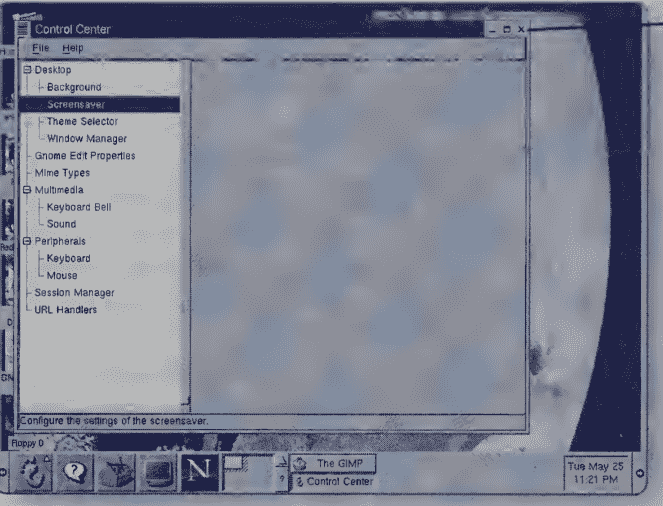 Control Center
File Help
Desktop
Background
Screensaver
Theme Selector
Window Manager
Gnome Edit Properties
Mime Types
Multimedia
Keyboard Bell
Sound
Peripherals
Keyboard
Mouse
Session Manager
URL Handlers
Configure the settings of the screensaver.
Floppy 0
N
The GIMP
Control Center
Tue May 25
11:21 PM